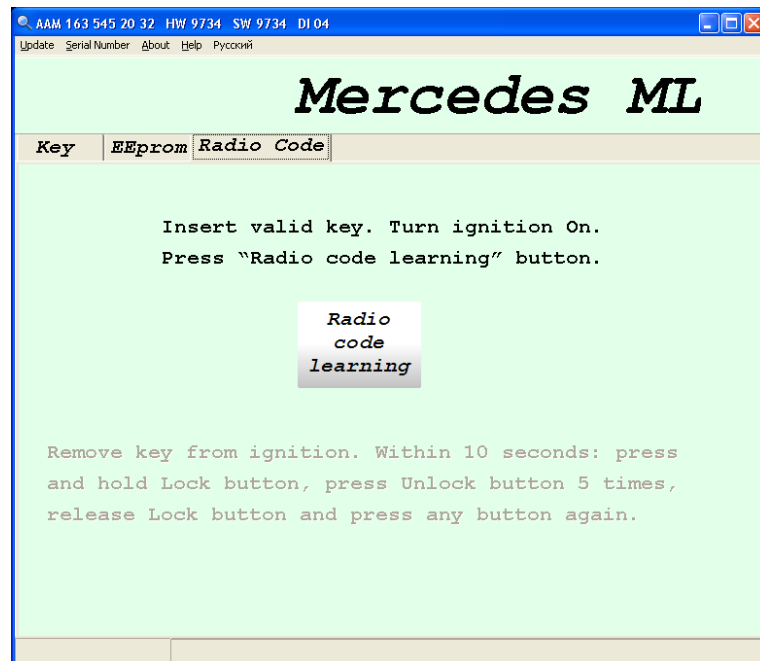 AAM 163 545 20 32 HW 9734 SW 9734 DI 04
Update Serial Number About Help Русский
Mercedes ML
Key EEprom Radio Code
Insert valid key. Turn ignition On.
Press “Radio code learning” button.
Radio
code
learning
Remove key from ignition. Within 10 seconds: press
and hold Lock button, press Unlock button 5 times,
release Lock button and press any button again.